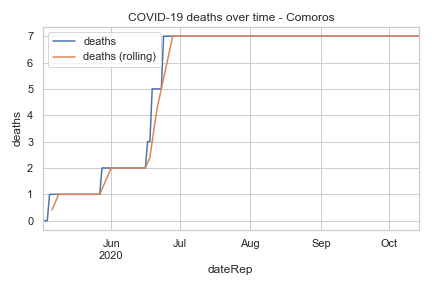 COVID-19 deaths over time - Comoros
deaths
deaths (rolling)
7
6
5
4
3
2
1
0
deaths
Jun
2020
Jul
Aug
Sep
Oct
dateRep